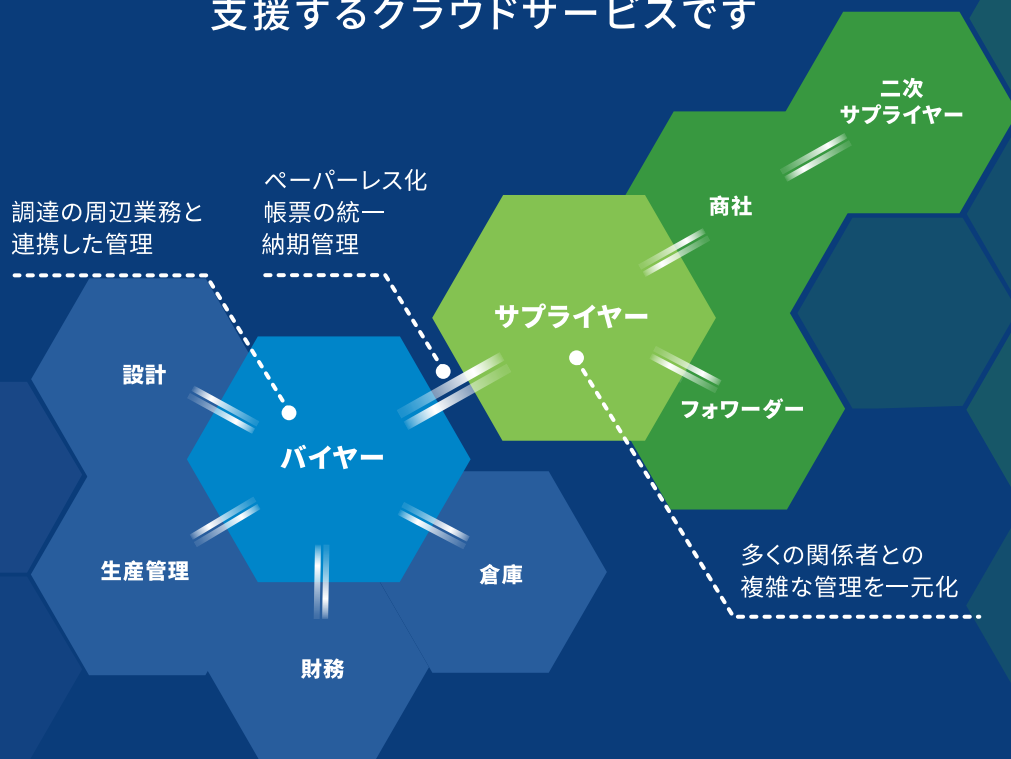 支援するクラウドサービスです
二次
サプライヤー
商社
ペーパーレス化
帳票の統一
納期管理
調達の周辺業務と
連携した管理
サプライヤー
設計
フォワーダー
バイヤー
生産管理
倉庫
多くの関係者との
複雑な管理を一元化
財務